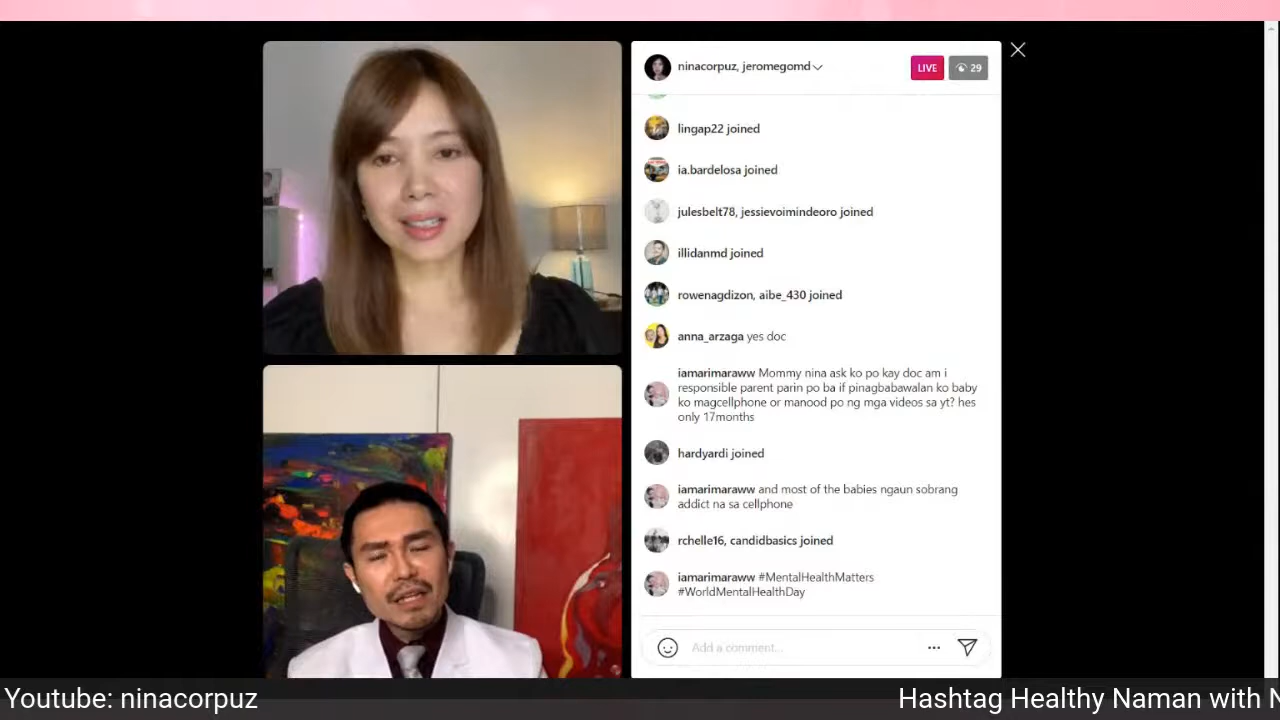 ninacorpuz, jeromegomd
LIVE
29
lingap22 joined
ia.bardelosa joined
julesbelt78, jessievoimindeoro joined
illidanmd joined
rowenagdizon, aibe_430 joined
anna_arzaga yes doc
iamarimaraww Mommy nina ask ko po kay doc am i
responsible parent parin po ba if pinagbabawalan ko baby
ko magcellphone or manood po ng mga videos sa yt? hes
only 17months
hardyardi joined
iamarimaraww and most of the babies ngaun sobrang
addict na sa cellphone
rchelle16, candidbasics joined
iamarimaraww #MentalHealthMatters
#WorldMentalHealthDay
Add a comment...
Youtube: ninacorpuz
Hashtag Healthy Naman with N